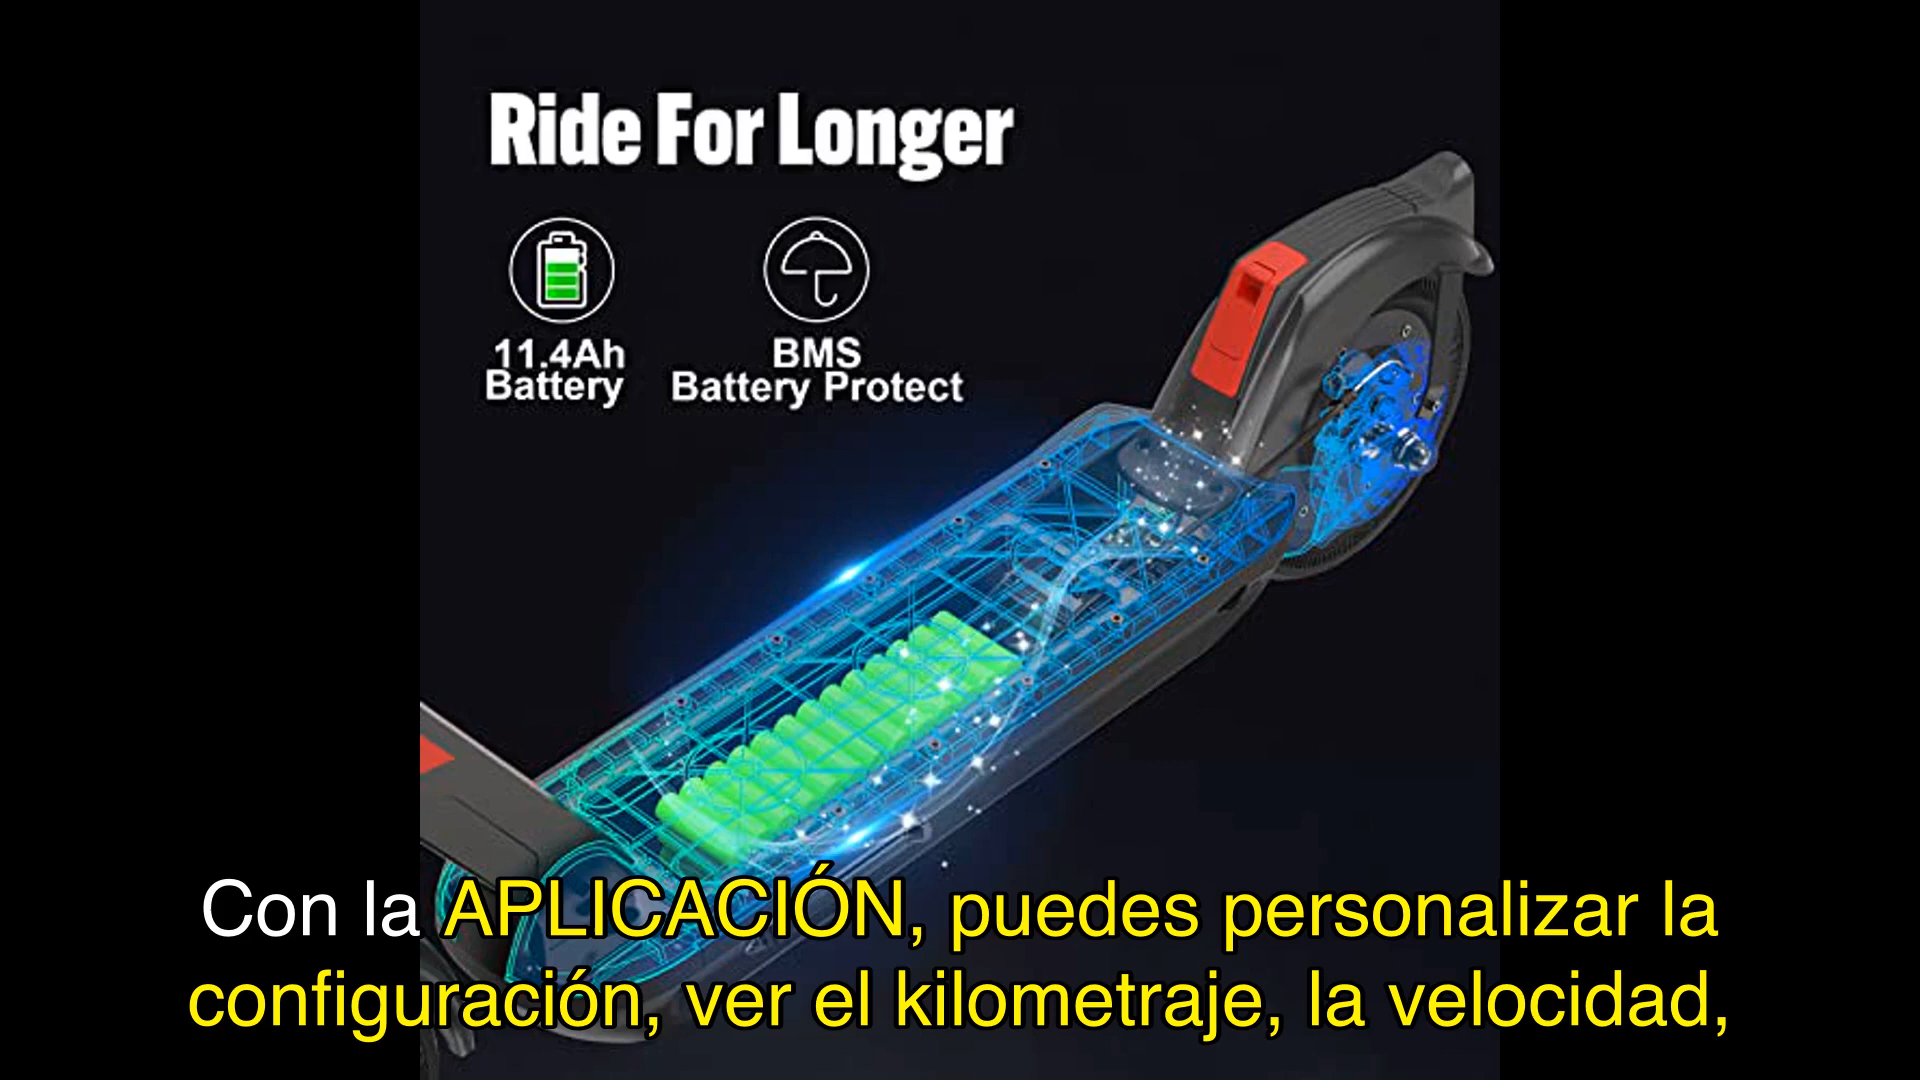 Ride For Longer
11.4Ah
Battery
BMS
Battery Protect
Con la APLICACIÓN, puedes personalizar la
configuración, ver el kilometraje, la velocidad,